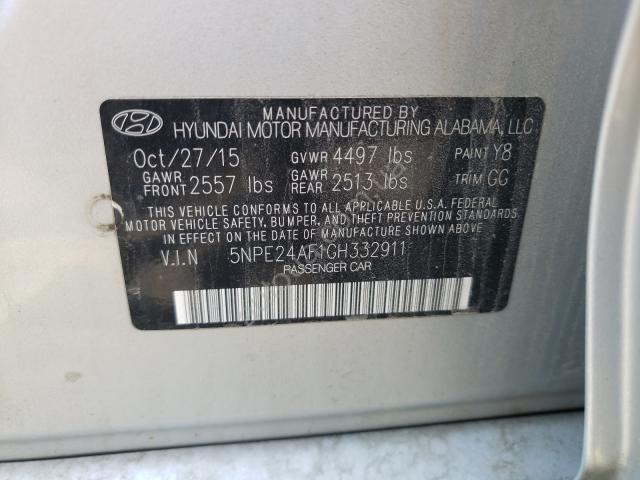 MANUFACTURED BY
HYUNDAI MOTOR MANUFACTURING ALABAMA, LLC
Oct/27/15 GVWR 4497 lbs PAINT Y8
GAWR FRONT 2557 lbs GAWR REAR 2513 lbs TRIM GG
THIS VEHICLE CONFORMS TO ALL APPLICABLE U.S.A. FEDERAL
MOTOR VEHICLE SAFETY, BUMPER, AND THEFT PREVENTION STANDARDS
IN EFFECT ON THE DATE OF MANUFACTURE SHOWN ABOVE.
V.I.N 5NPE24AF1GH332911
PASSENGER CAR